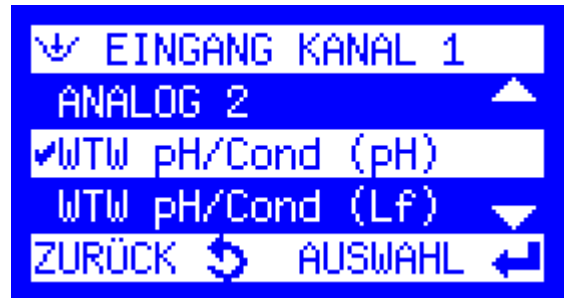 EINGANG KANAL 1
ANALOG 2
WTW pH/Cond (pH)
WTW pH/Cond (Lf)
ZURÜCK AUSWAHL